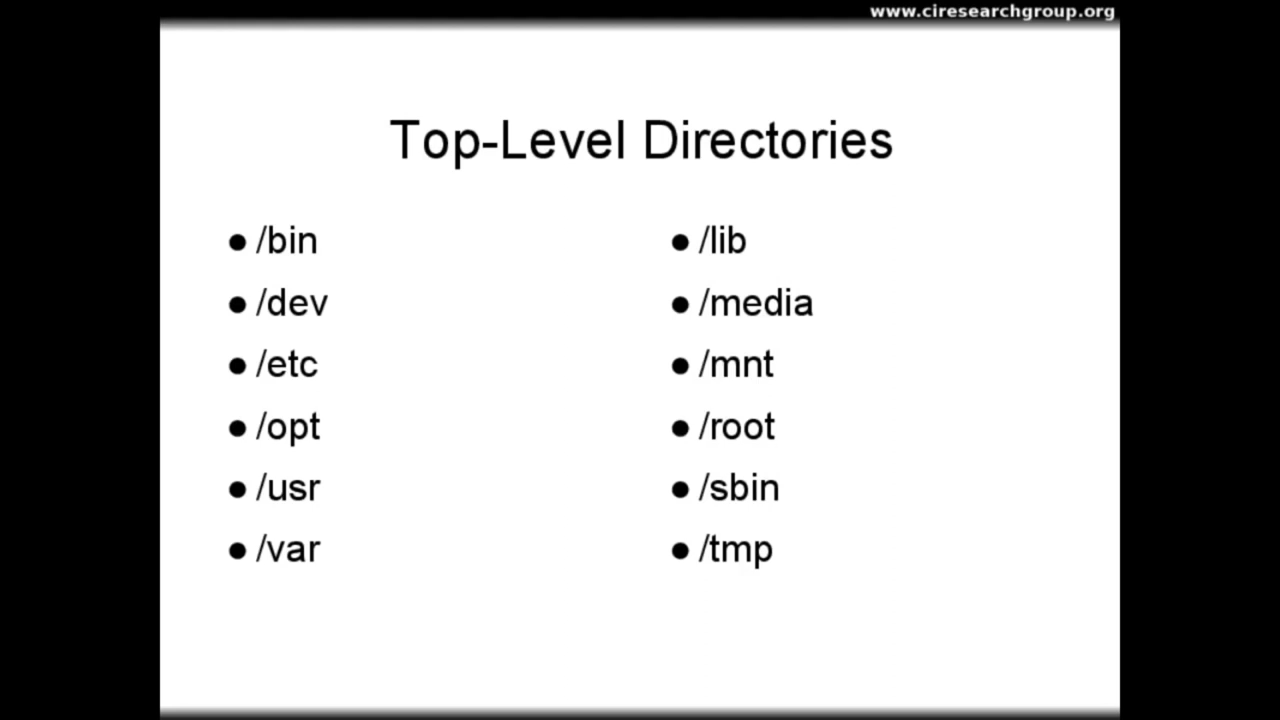 www.ciresearchgroup.org
Top-Level Directories
● /bin
● /dev
● /etc
● /opt
● /usr
● /var
● /lib
● /media
● /mnt
● /root
● /sbin
● /tmp